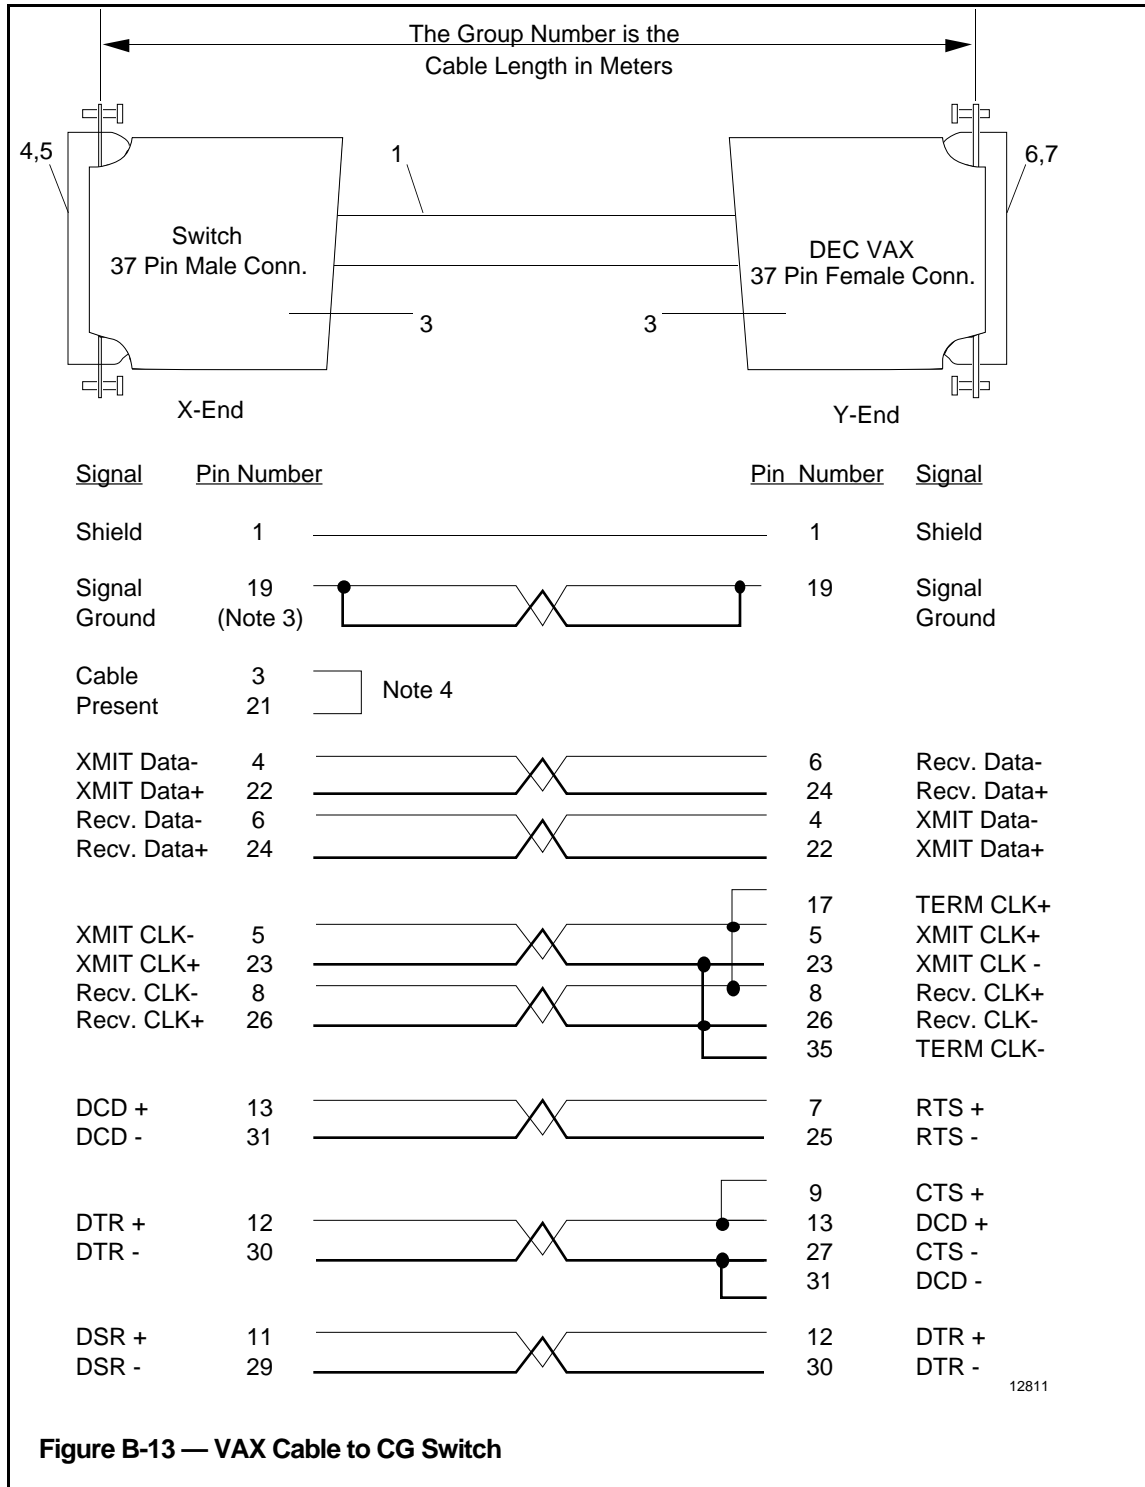 The Group Number is the
Cable Length in Meters
4,5
1
6,7
Switch
37 Pin Male Conn.
DEC VAX
37 Pin Female Conn.
3
3
X-End
Y-End
Signal Pin Number Pin Number Signal
Shield 1 1 Shield
Signal 19 19 Signal
Ground (Note 3) Ground
Cable 3
Present 21
Note 4
XMIT Data- 4 6 Recv. Data-
XMIT Data+ 22 24 Recv. Data+
Recv. Data- 6 4 XMIT Data-
Recv. Data+ 24 22 XMIT Data+
17 TERM CLK+
XMIT CLK- 5 5 XMIT CLK+
XMIT CLK+ 23 23 XMIT CLK -
Recv. CLK- 8 8 Recv. CLK+
Recv. CLK+ 26 26 Recv. CLK-
35 TERM CLK-
DCD + 13 7 RTS +
DCD - 31 25 RTS -
9 CTS +
DTR + 12 13 DCD +
DTR - 30 27 CTS -
31 DCD -
DSR + 11 12 DTR +
DSR - 29 30 DTR -
12811
Figure B-13 — VAX Cable to CG Switch